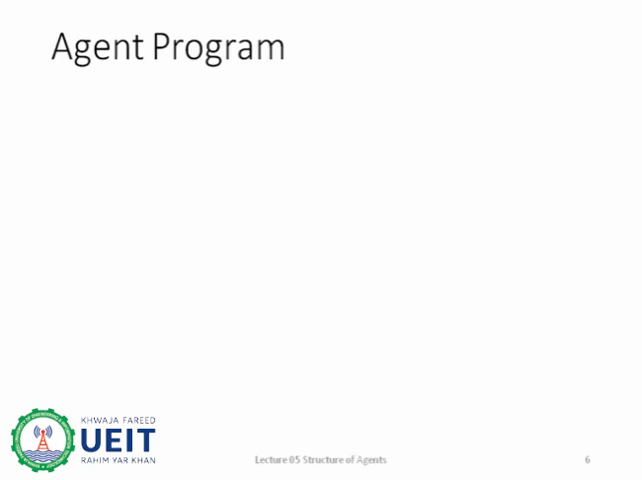 Agent Program
KHWAJA FAREED
UEIT
RAHIM YAR KHAN
Lecture 05 Structure of Agents
6